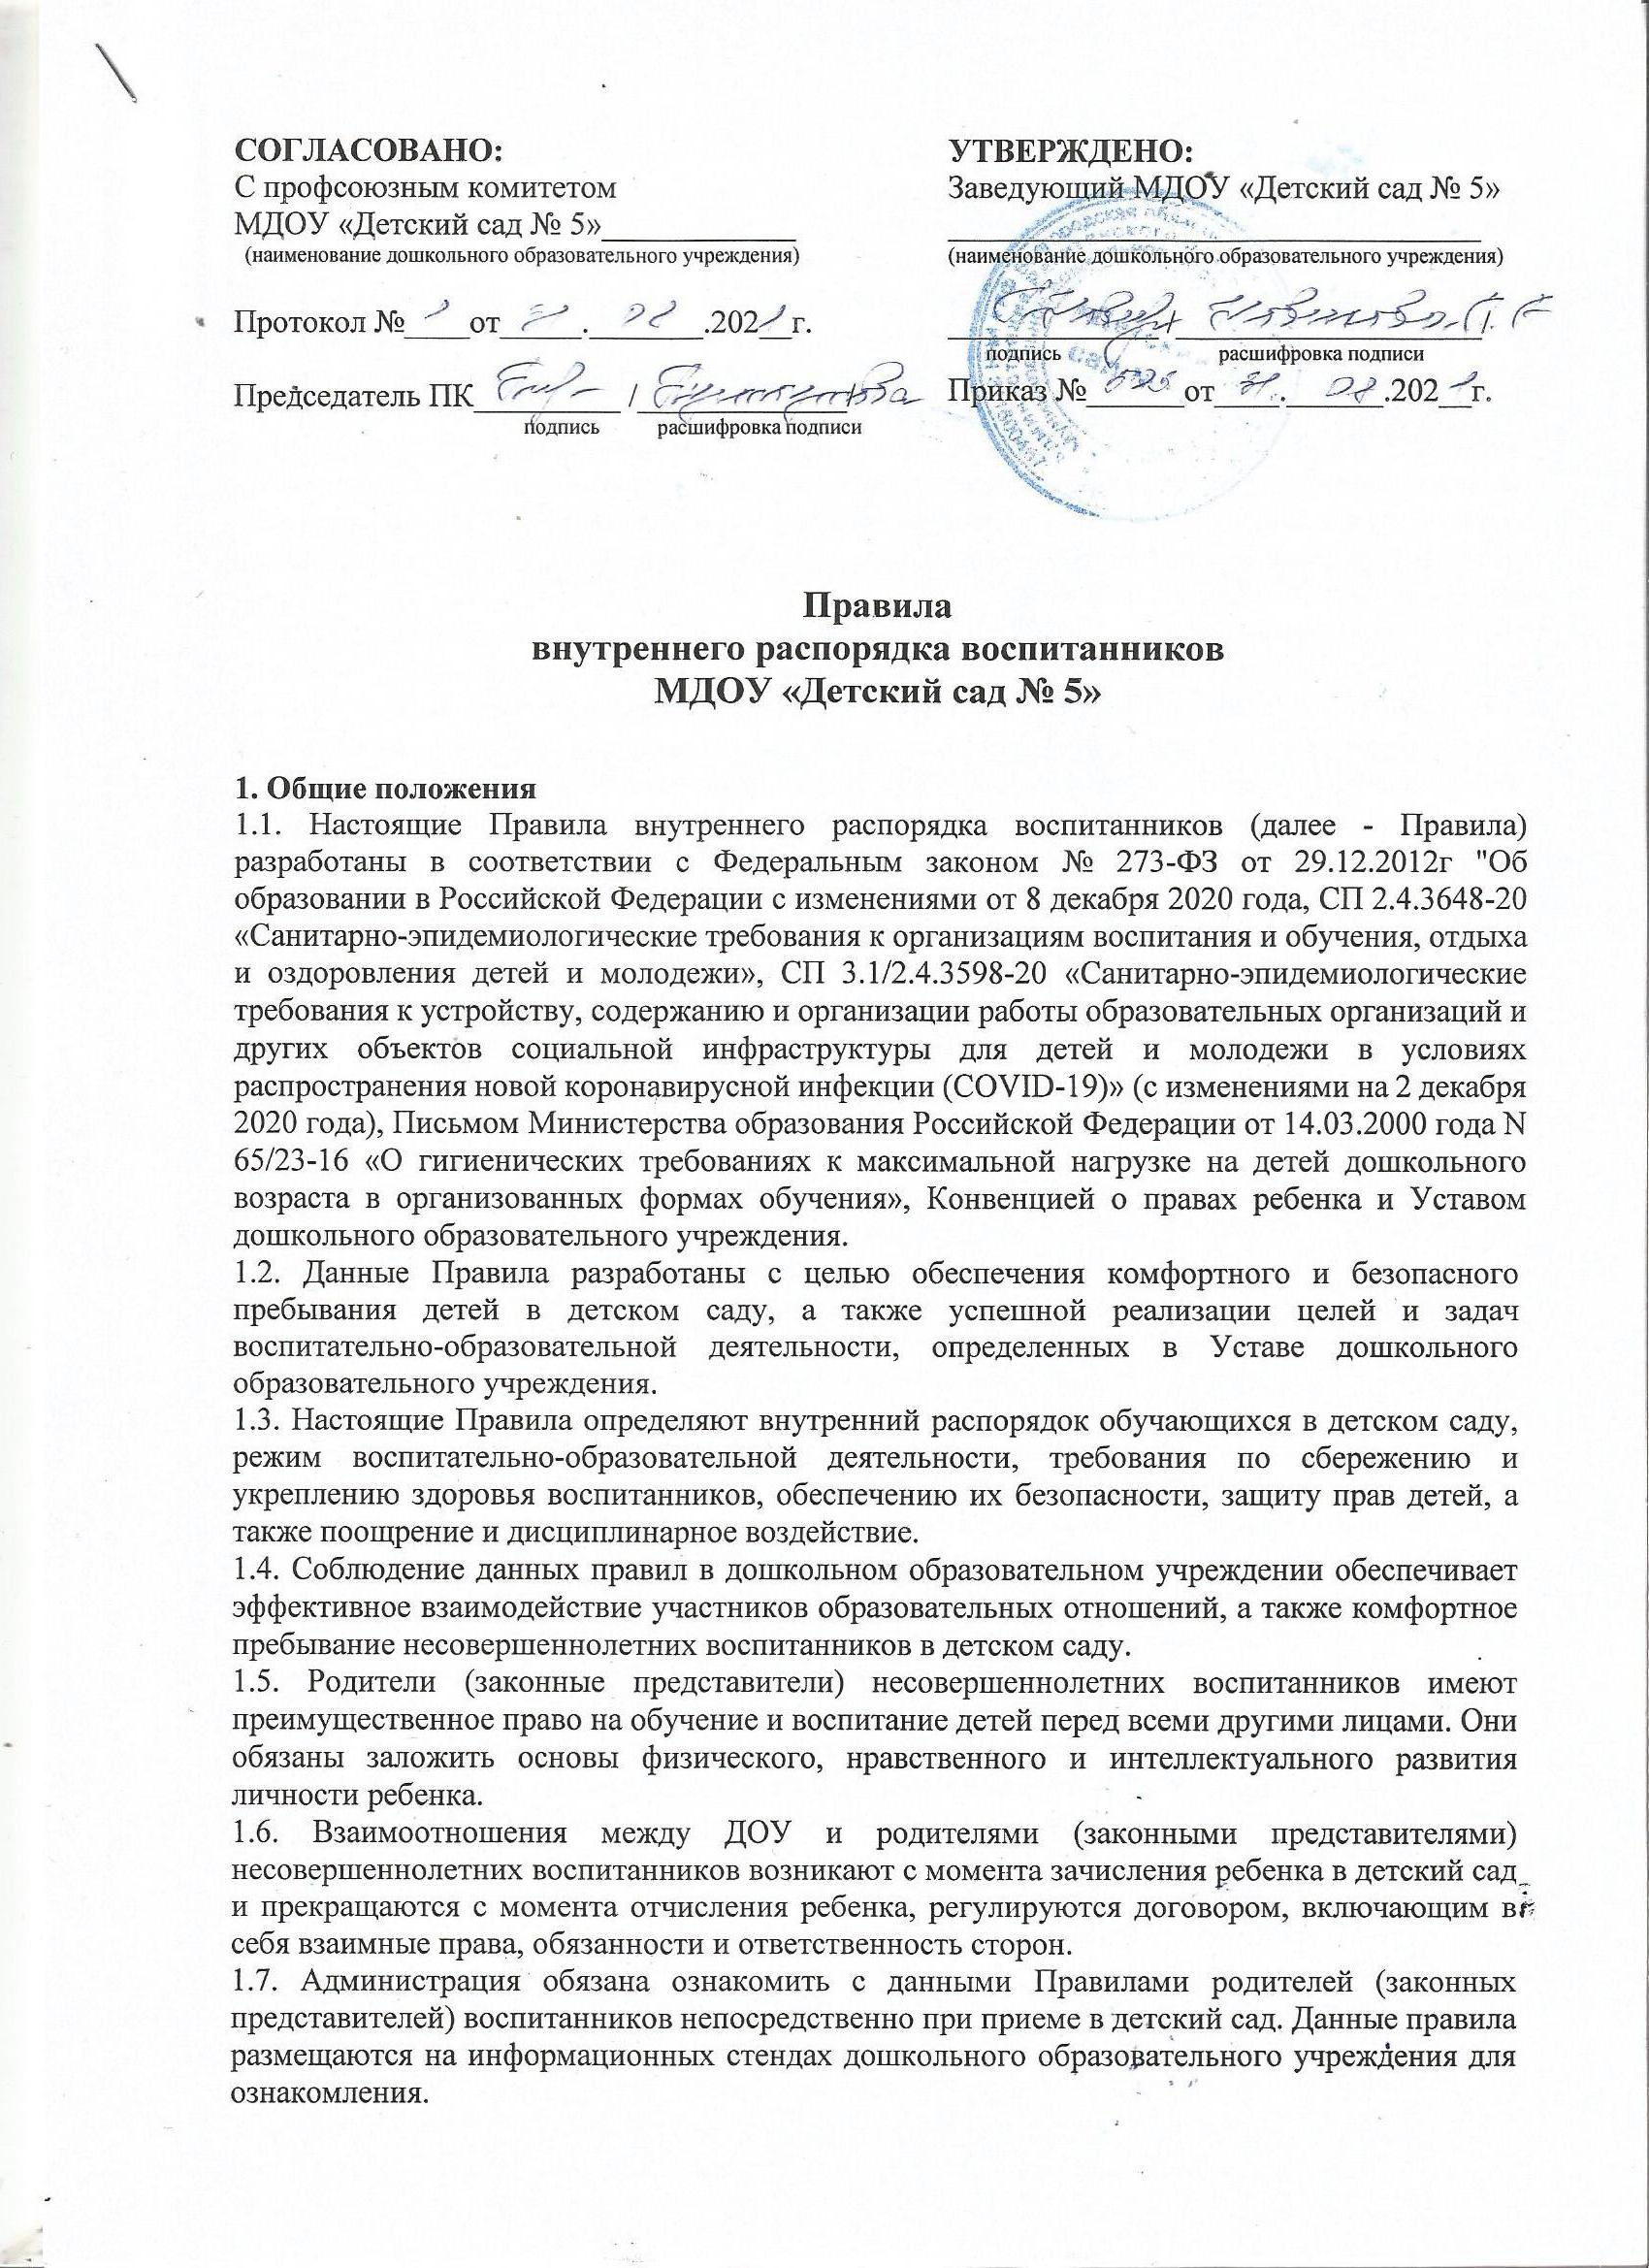 СОГЛАСОВАНО:
С профсоюзным комитетом
МДОУ «Детский сад № 5»____________
(наименование дошкольного образовательного учреждения)
Протокол №____от_____._______.2021г.
Председатель ПК_________ /_____________/
подпись расшифровка подписи
УТВЕРЖДЕНО:
Заведующий МДОУ «Детский сад № 5»
(наименование дошкольного образовательного учреждения)
подпись расшифровка подписи
Приказ №______от 31. 08.2021г.
Правила
внутреннего распорядка воспитанников
МДОУ «Детский сад № 5»
1. Общие положения
1.1. Настоящие Правила внутреннего распорядка воспитанников (далее - Правила)
разработаны в соответствии с Федеральным законом № 273-ФЗ от 29.12.2012г "Об
образовании в Российской Федерации с изменениями от 8 декабря 2020 года, СП 2.4.3648-20
«Санитарно-эпидемиологические требования к организациям воспитания и обучения, отдыха
и оздоровления детей и молодежи», СП 3.1/2.4.3598-20 «Санитарно-эпидемиологические
требования к устройству, содержанию и организации работы образовательных организаций и
других объектов социальной инфраструктуры для детей и молодежи в условиях
распространения новой коронавирусной инфекции (COVID-19)» (с изменениями на 2 декабря
2020 года), Письмом Министерства образования Российской Федерации от 14.03.2000 года N
65/23-16 «О гигиенических требованиях к максимальной нагрузке на детей дошкольного
возраста в организованных формах обучения», Конвенцией о правах ребенка и Уставом
дошкольного образовательного учреждения.
1.2. Данные Правила разработаны с целью обеспечения комфортного и безопасного
пребывания детей в детском саду, а также успешной реализации целей и задач
воспитательно-образовательной деятельности, определенных в Уставе дошкольного
образовательного учреждения.
1.3. Настоящие Правила определяют внутренний распорядок обучающихся в детском саду,
режим воспитательно-образовательной деятельности, требования по сбережению и
укреплению здоровья воспитанников, обеспечению их безопасности, защиту прав детей, а
также поощрение и дисциплинарное воздействие.
1.4. Соблюдение данных правил в дошкольном образовательном учреждении обеспечивает
эффективное взаимодействие участников образовательных отношений, а также комфортное
пребывание несовершеннолетних воспитанников в детском саду.
1.5. Родители (законные представители) несовершеннолетних воспитанников имеют
преимущественное право на обучение и воспитание детей перед всеми другими лицами. Они
обязаны заложить основы физического, нравственного и интеллектуального развития
личности ребенка.
1.6. Взаимоотношения между ДОУ и родителями (законными представителями)
несовершеннолетних воспитанников возникают с момента зачисления ребенка в детский сад
и прекращаются с момента отчисления ребенка, регулируются договором, включающим в
себя взаимные права, обязанности и ответственность сторон.
1.7. Администрация обязана ознакомить с данными Правилами родителей (законных
представителей) воспитанников непосредственно при приеме в детский сад. Данные правила
размещаются на информационных стендах дошкольного образовательного учреждения для
ознакомления.